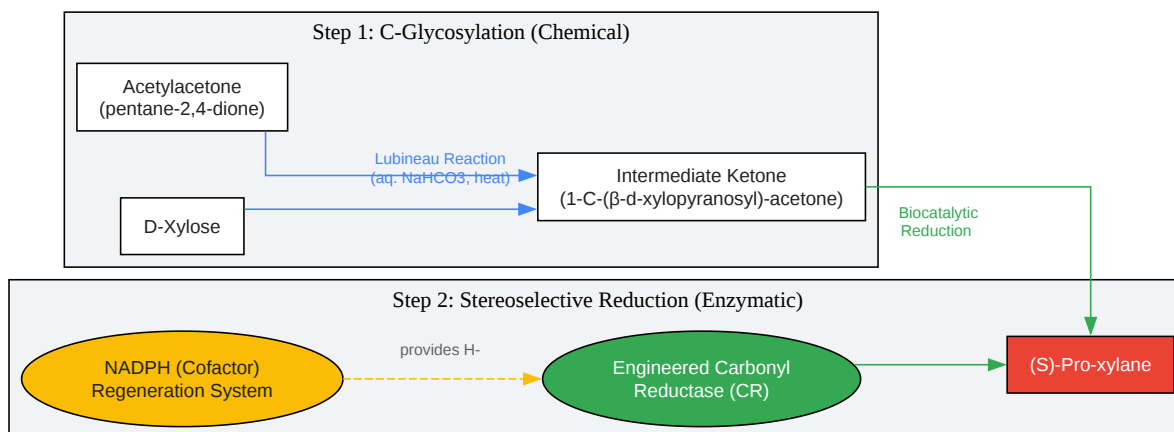 Step 1: C-Glycosylation (Chemical)
Acetylacetone
(pentane-2,4-dione)
Lubineau Reaction
(aq. NaHCO3, heat)
Intermediate Ketone
(1-C-(β-d-xylopyranosyl)-acetone)
D-Xylose
Biocatalytic
Reduction
Step 2: Stereoselective Reduction (Enzymatic)
NADPH (Cofactor)
Regeneration System
provides H-
Engineered Carbonyl
Reductase (CR)
(S)-Pro-xylane